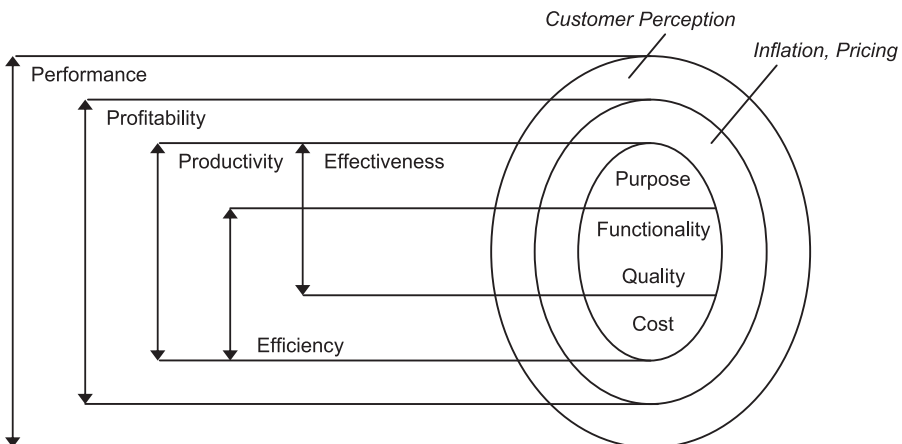 Customer Perception
Inflation, Pricing
Performance
Profitability
Productivity
Effectiveness
Purpose
Functionality
Quality
Cost
Efficiency